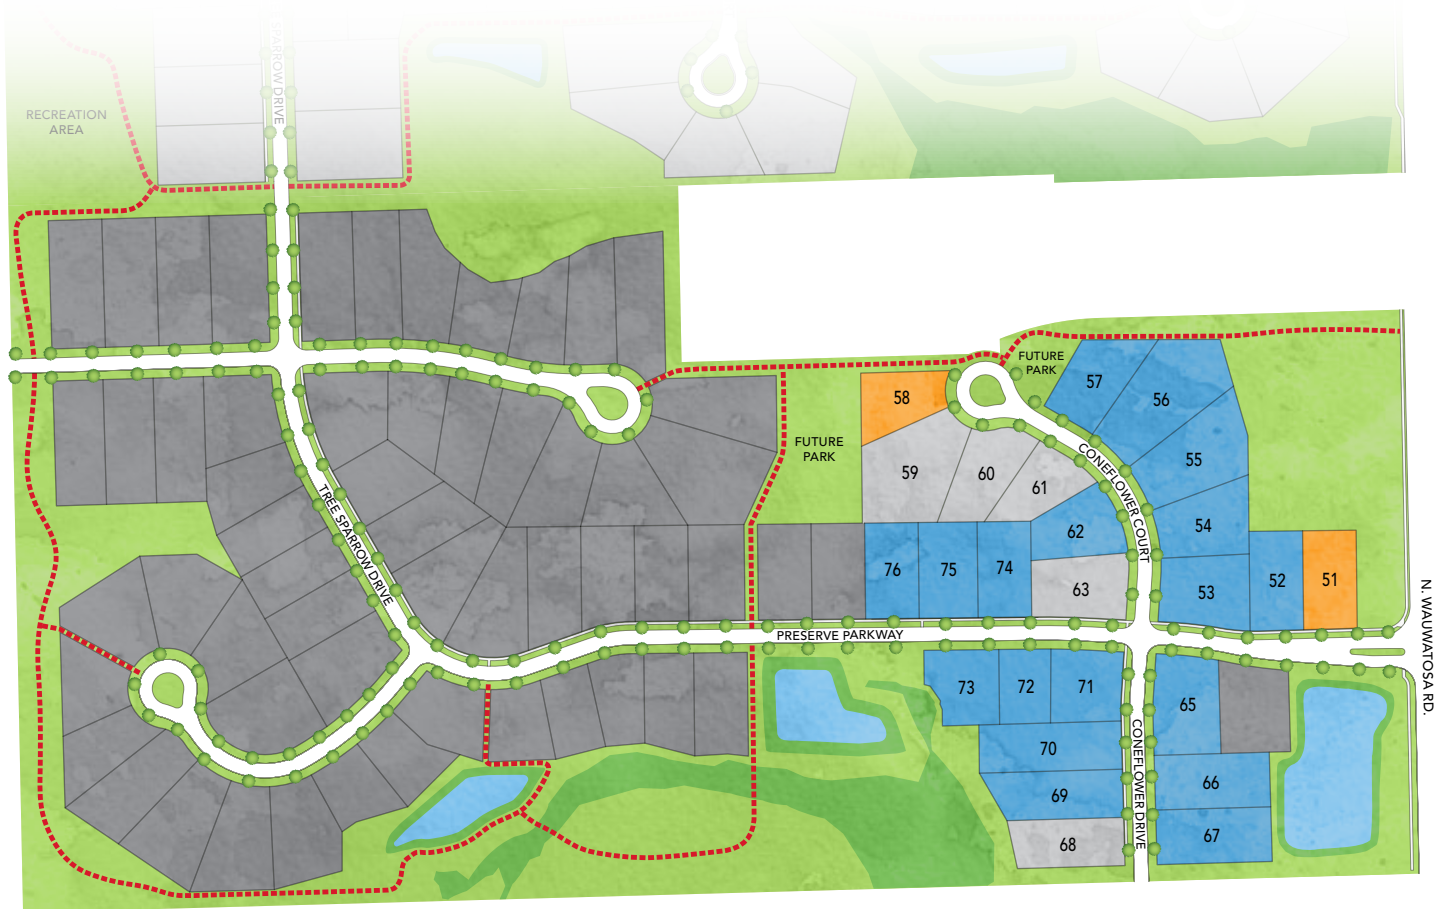 SPARROW DRIVE
RECREATION
AREA
FUTURE
PARK
57
56
58
FUTURE
PARK
CONEFLOWER COURT
55
59
60
61
TREE SPARROW DRIVE
62
54
76
75
74
63
53
52
51
PRESERVE PARKWAY
N. WAUWATOSA RD.
73
72
71
65
CONEFLOWER DRIVE
70
66
69
67
68